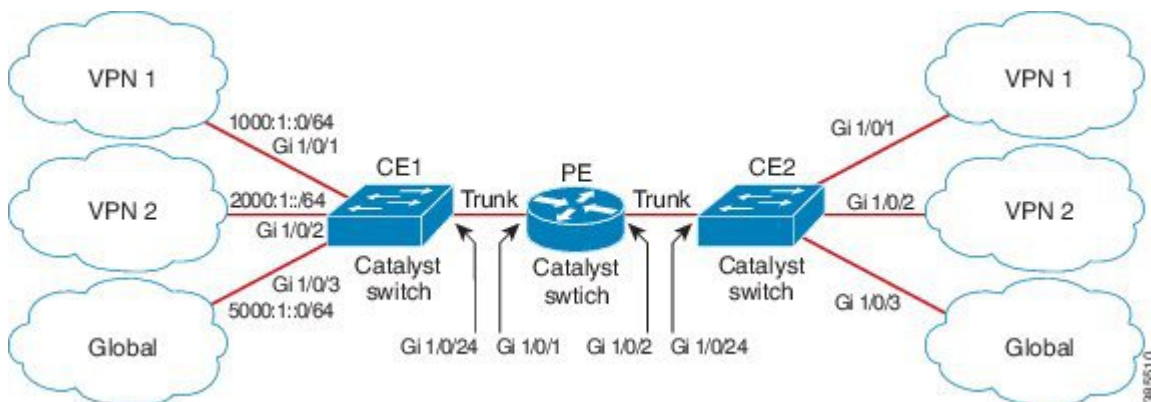 VPN 1
VPN 1
1000:1::0/64
Gi 1/0/1
Gi 1/0/1
CE1
PE
CE2
VPN 2
2000:1::/64
Trunk
Trunk
Gi 1/0/2
VPN 2
Gi 1/0/2
Gi 1/0/3
Catalyst
switch
Catalyst
swtich
Catalyst
switch
5000:1::0/64
Gi 1/0/3
Global
Gi 1/0/24
Gi 1/0/1
Gi 1/0/2
Gi 1/0/24
Global
385510